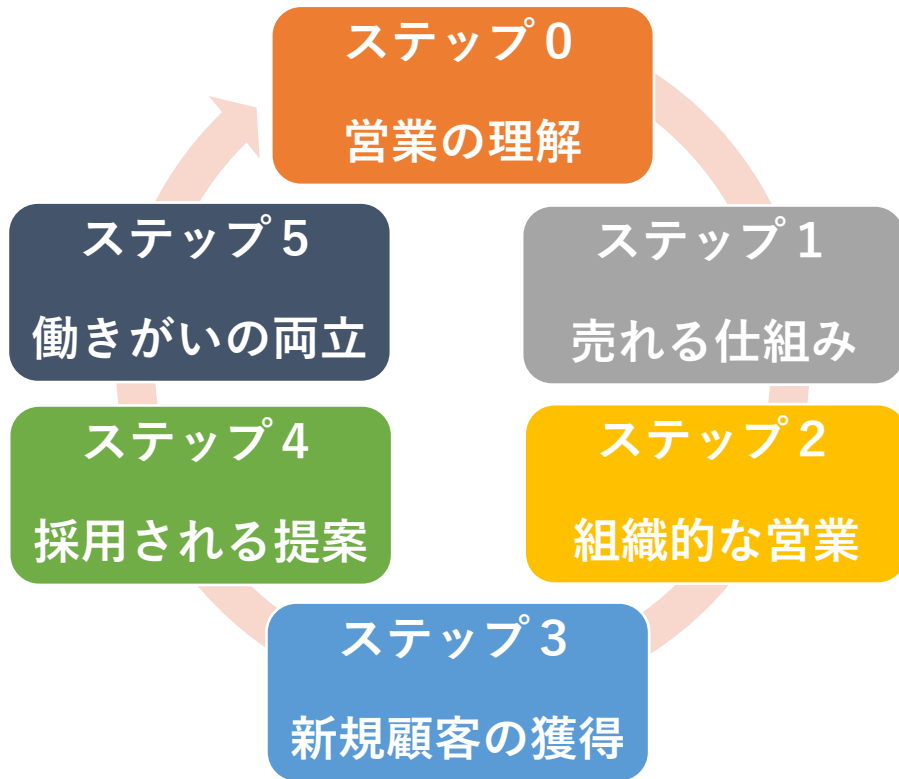 ステップ０
営業の理解
ステップ１
売れる仕組み
ステップ２
組織的な営業
ステップ３
新規顧客の獲得
ステップ４
採用される提案
ステップ５
働きがいの両立